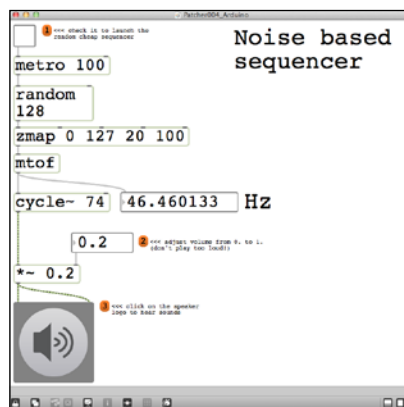 Patcher004_Arduino
Noise based
sequencer
1 <<< check it to launch the
random cheap sequencer
metro 100
random
128
zmap 0 127 20 100
mtof
cycle~ 74
46.460133 Hz
0.2
2 <<< adjust volume from 0. to 1.
(don't play too loud!)
*~ 0.2
3 <<< click on the speaker
logo to hear sounds